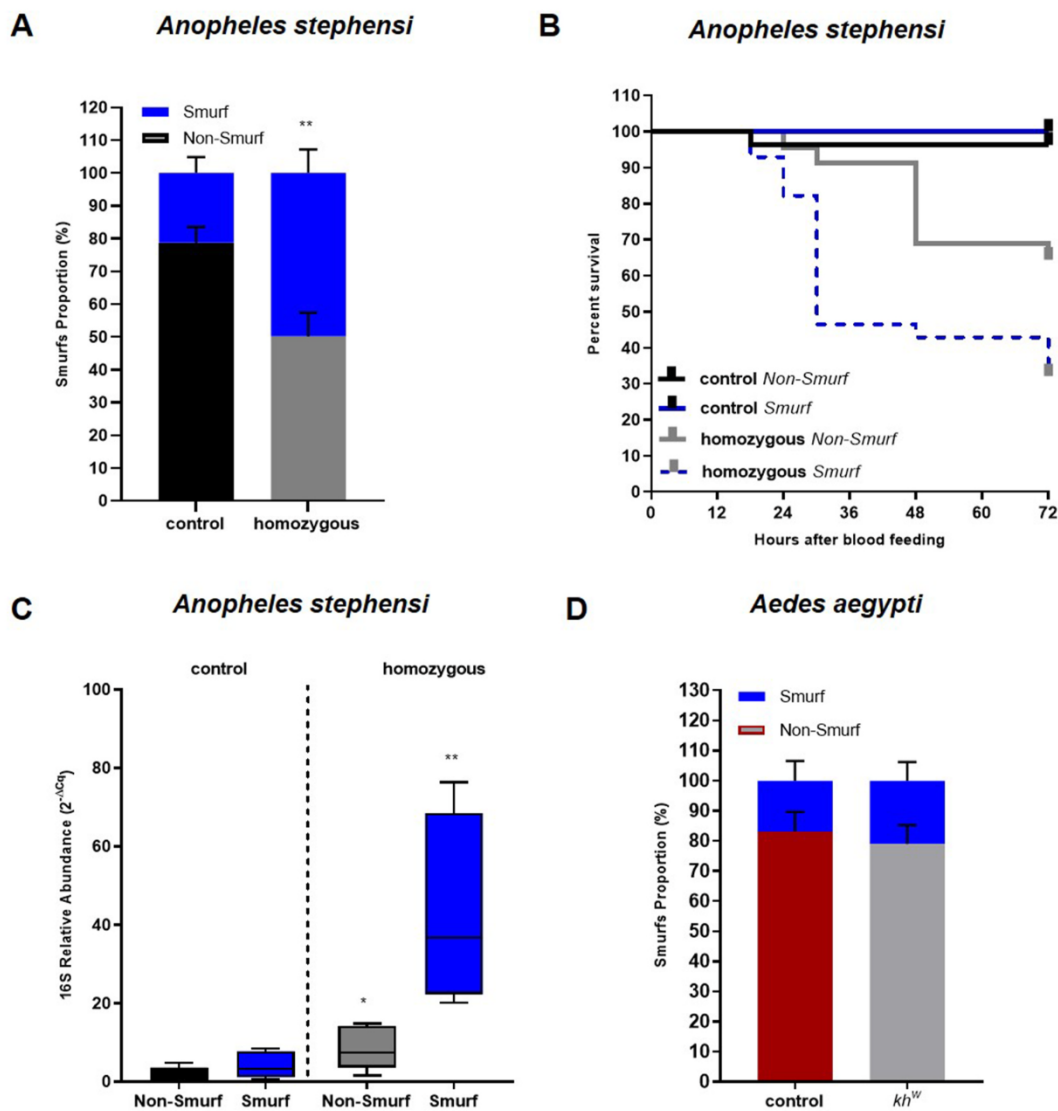 A
Anopheles stephensi
Smurf
Non-Smurf
**
Smurfs Proportion (%)
120
110
100
90
80
70
60
50
40
30
20
10
0
control
homozygous
B
Anopheles stephensi
Percent survival
110
100
90
80
70
60
50
40
30
20
10
0
control Non-Smurf
control Smurf
homozygous Non-Smurf
homozygous Smurf
0 12 24 36 48 60 72
Hours after blood feeding
C
Anopheles stephensi
control
homozygous
16S Relative Abundance (2^-ΔCq)
100
80
60
40
20
0
*
**
Non-Smurf Smurf Non-Smurf Smurf
D
Aedes aegypti
Smurf
Non-Smurf
Smurfs Proportion (%)
130
120
110
100
90
80
70
60
50
40
30
20
10
0
control
kh^w